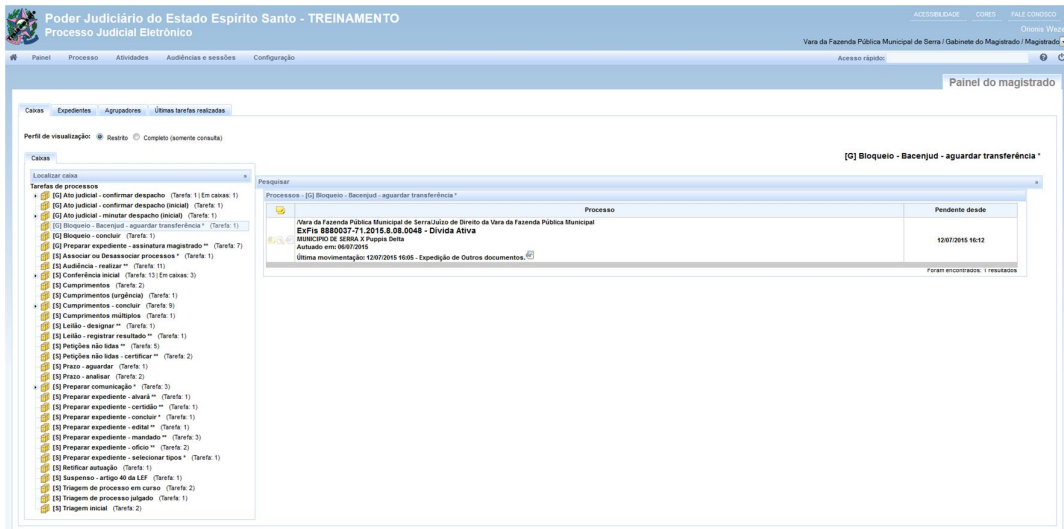 Poder Judiciário do Estado Espirito Santo - TREINAMENTO
Processo Judicial Eletrônico
ACESSIBILIDADE CORES FALE CONOSCO
Orionis Weze
Vara da Fazenda Pública Municipal de Serra / Gabinete do Magistrado / Magistrado
Painel Processo Atividades Audiências e sessões Configuração Acesso rápido:
Painel do magistrado
Caixas Expedientes Agrupadores Últimas tarefas realizadas
Perfil de visualização: Restrito Completo (somente consulta)
Caixas
[G] Bloqueio - Bacenjud - aguardar transferência *
Localizar caixa
Tarefas de processos
[G] Ato judicial - confirmar despacho (Tarefa: 1 | Em caixas: 1)
[G] Ato judicial - confirmar despacho (inicial) (Tarefa: 1)
[G] Ato judicial - minutar despacho (inicial) (Tarefa: 1)
[G] Bloqueio - Bacenjud - aguardar transferência * (Tarefa: 1)
[G] Bloqueio - concluir (Tarefa: 1)
[G] Preparar expediente - assinatura magistrado ** (Tarefa: 7)
[S] Associar ou Desassociar processos * (Tarefa: 1)
[S] Audiência - realizar ** (Tarefa: 11)
[S] Conferência inicial (Tarefa: 13 | Em caixas: 3)
[S] Cumprimentos (Tarefa: 2)
[S] Cumprimentos (urgência) (Tarefa: 1)
[S] Cumprimentos - concluir (Tarefa: 9)
[S] Cumprimentos múltiplos (Tarefa: 1)
[S] Leilão - designar ** (Tarefa: 1)
[S] Leilão - registrar resultado ** (Tarefa: 1)
[S] Petições não lidas ** (Tarefa: 5)
[S] Petições não lidas - certificar ** (Tarefa: 2)
[S] Prazo - aguardar (Tarefa: 1)
[S] Prazo - analisar (Tarefa: 2)
[S] Preparar comunicação * (Tarefa: 3)
[S] Preparar expediente - alvará ** (Tarefa: 1)
[S] Preparar expediente - certidão ** (Tarefa: 1)
[S] Preparar expediente - concluir * (Tarefa: 1)
[S] Preparar expediente - edital ** (Tarefa: 1)
[S] Preparar expediente - mandado ** (Tarefa: 3)
[S] Preparar expediente - ofício ** (Tarefa: 2)
[S] Preparar expediente - selecionar tipos * (Tarefa: 1)
[S] Retificar autuação (Tarefa: 1)
[S] Suspenso - artigo 40 da LEF (Tarefa: 1)
[S] Triagem de processo em curso (Tarefa: 2)
[S] Triagem de processo julgado (Tarefa: 1)
[S] Triagem inicial (Tarefa: 2)
Pesquisar
Processos - [G] Bloqueio - Bacenjud - aguardar transferência *
Processo Pendente desde
/Vara da Fazenda Pública Municipal de Serra/Juízo de Direito da Vara da Fazenda Pública Municipal
ExFis 8880037-71.2015.8.08.0048 - Dívida Ativa
MUNICIPIO DE SERRA X Puppis Delta
Autuado em: 06/07/2015
Última movimentação: 12/07/2015 16:05 - Expedição de Outros documentos.
12/07/2015 16:12
Foram encontrados: 1 resultados